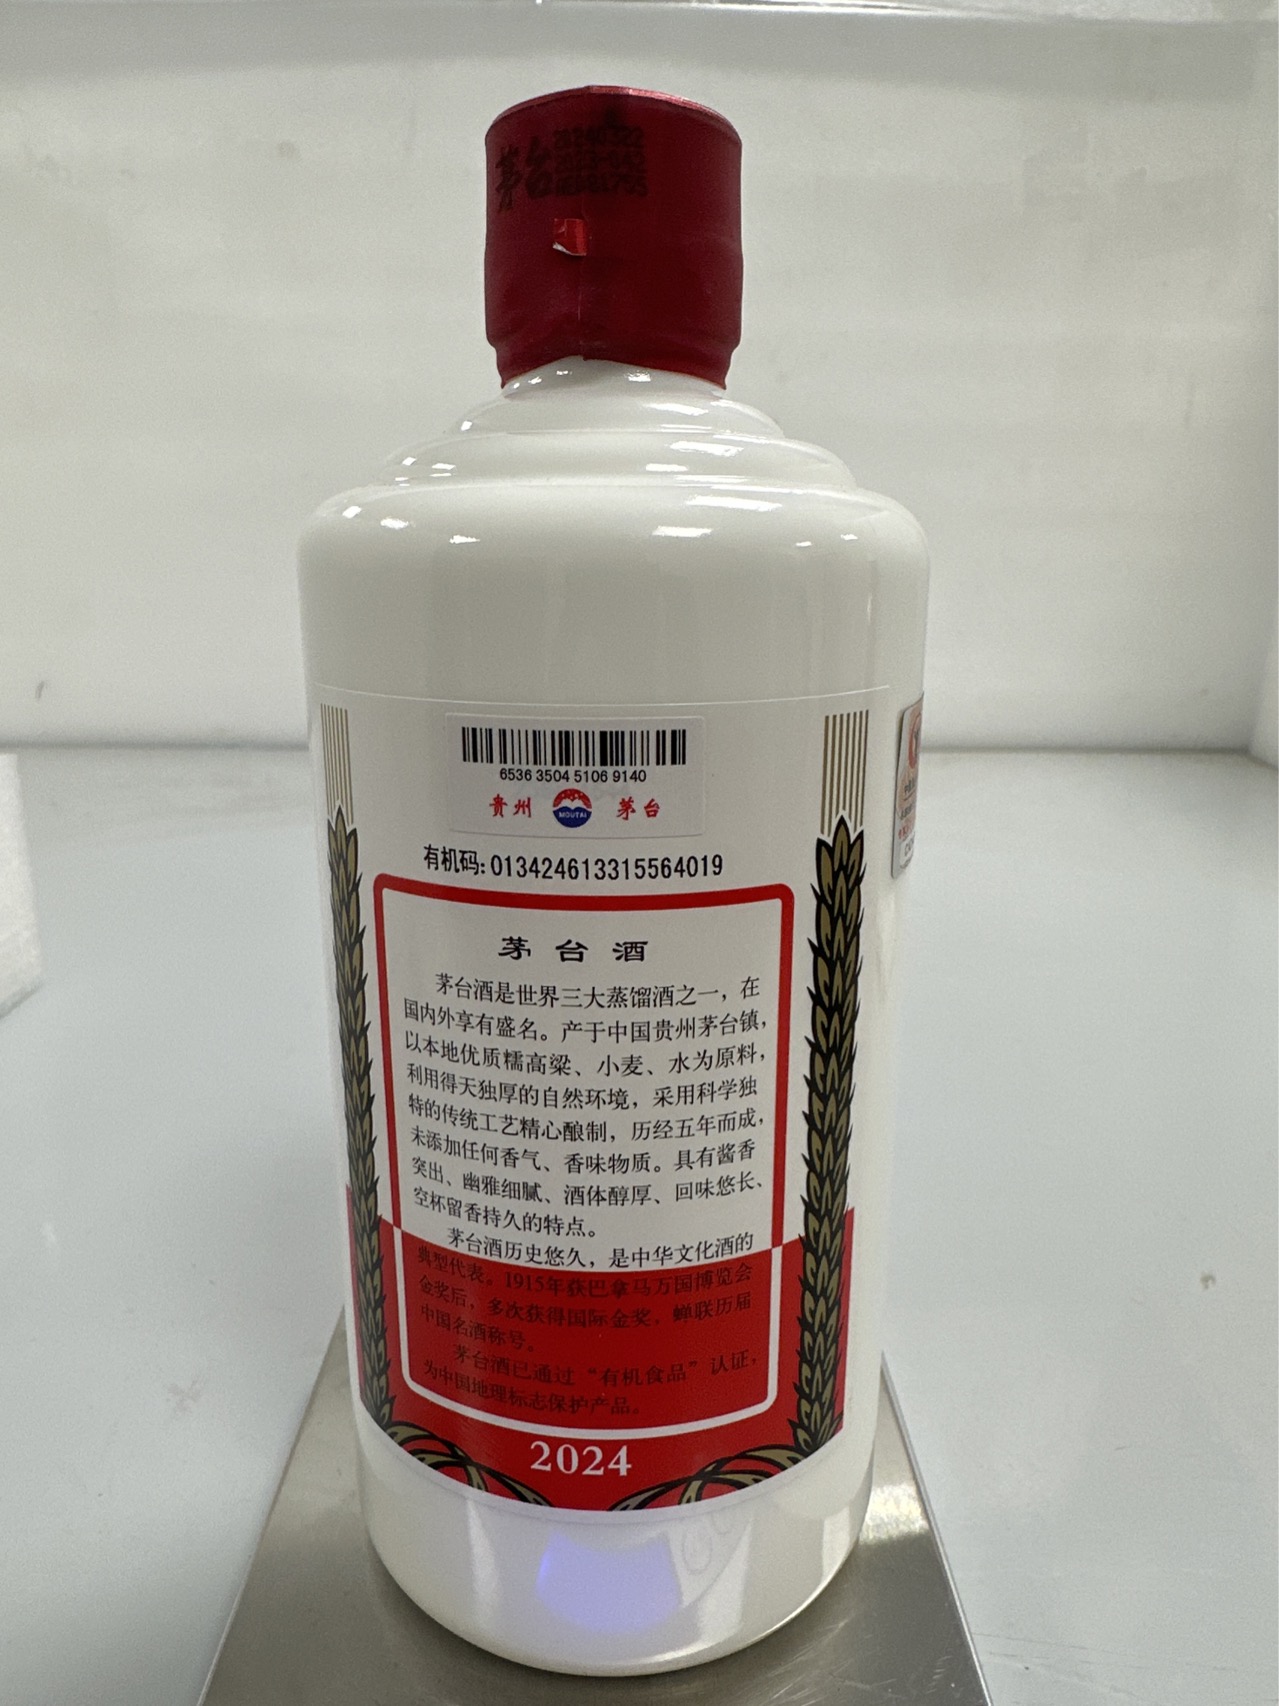 茅台
20240322
2023-142
6536 3504 5106 9140
贵州 MOUTAI 茅台
有机码:013424613315564019
茅台酒
茅台酒是世界三大蒸馏酒之一，在
国内外享有盛名。产于中国贵州茅台镇，
以本地优质糯高粱、小麦、水为原料，
利用得天独厚的自然环境，采用科学独
特的传统工艺精心酿制，历经五年而成，
未添加任何香气、香味物质。具有酱香
突出、幽雅细腻、酒体醇厚、回味悠长、
空杯留香持久的特点。
茅台酒历史悠久，是中华文化酒的
典型代表。1915年获巴拿马万国博览会
金奖后，多次获得国际金奖，蝉联历届
中国名酒称号。
茅台酒已通过“有机食品”认证，
为中国地理标志保护产品。
2024